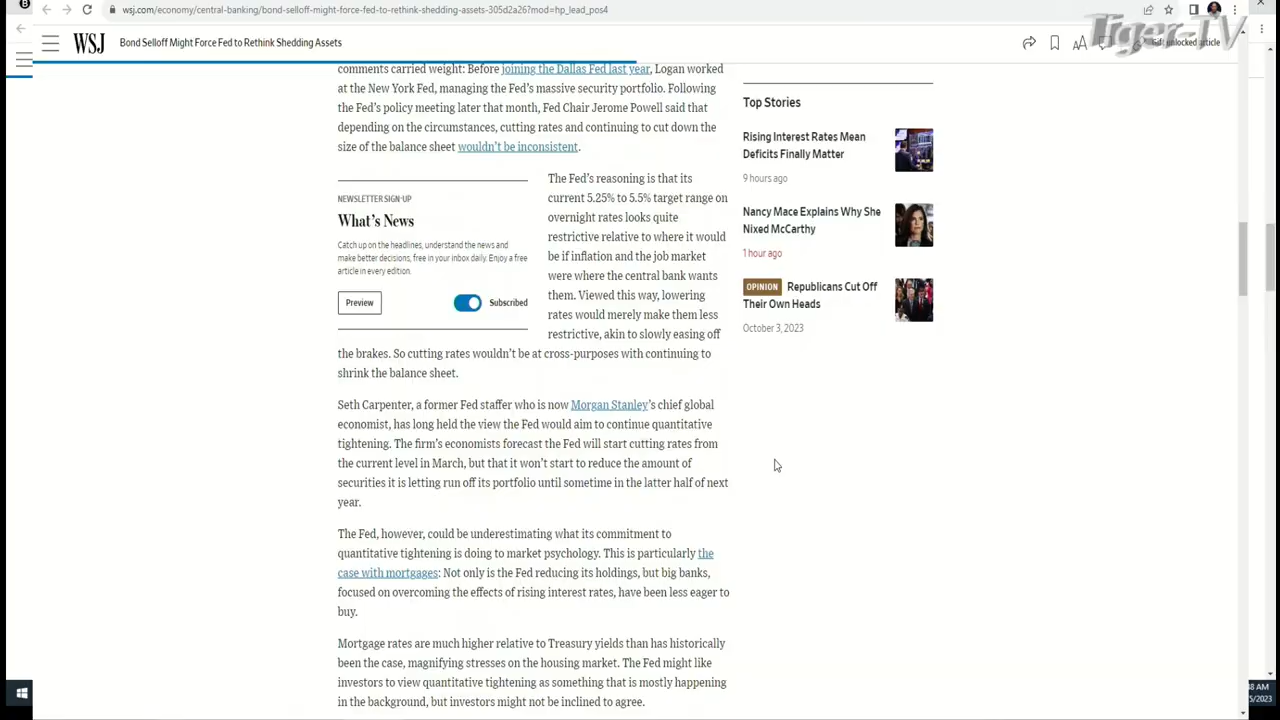 wsj.com/economy/central-banking/bond-selloff-might-force-fed-to-rethink-shedding-assets-305d2a26?mod=hp_lead_pos4
Tiger-TV
WSJ
Bond Selloff Might Force Fed to Rethink Shedding Assets
unlocked article
comments carried weight: Before joining the Dallas Fed last year, Logan worked
at the New York Fed, managing the Fed's massive security portfolio. Following
the Fed's policy meeting later that month, Fed Chair Jerome Powell said that
depending on the circumstances, cutting rates and continuing to cut down the
size of the balance sheet wouldn't be inconsistent.
NEWSLETTER SIGN-UP
What's News
Catch up on the headlines, understand the news and
make better decisions, free in your inbox daily. Enjoy a free
article in every edition.
Preview
Subscribed
The Fed's reasoning is that its
current 5.25% to 5.5% target range on
overnight rates looks quite
restrictive relative to where it would
be if inflation and the job market
were where the central bank wants
them. Viewed this way, lowering
rates would merely make them less
restrictive, akin to slowly easing off
the brakes. So cutting rates wouldn't be at cross-purposes with continuing to
shrink the balance sheet.
Seth Carpenter, a former Fed staffer who is now Morgan Stanley's chief global
economist, has long held the view the Fed would aim to continue quantitative
tightening. The firm's economists forecast the Fed will start cutting rates from
the current level in March, but that it won't start to reduce the amount of
securities it is letting run off its portfolio until sometime in the latter half of next
year.
The Fed, however, could be underestimating what its commitment to
quantitative tightening is doing to market psychology. This is particularly the
case with mortgages: Not only is the Fed reducing its holdings, but big banks,
focused on overcoming the effects of rising interest rates, have been less eager to
buy.
Mortgage rates are much higher relative to Treasury yields than has historically
been the case, magnifying stresses on the housing market. The Fed might like
investors to view quantitative tightening as something that is mostly happening
in the background, but investors might not be inclined to agree.
Top Stories
Rising Interest Rates Mean
Deficits Finally Matter
9 hours ago
Nancy Mace Explains Why She
Nixed McCarthy
1 hour ago
OPINION Republicans Cut Off
Their Own Heads
October 3, 2023
38 AM
5/2023